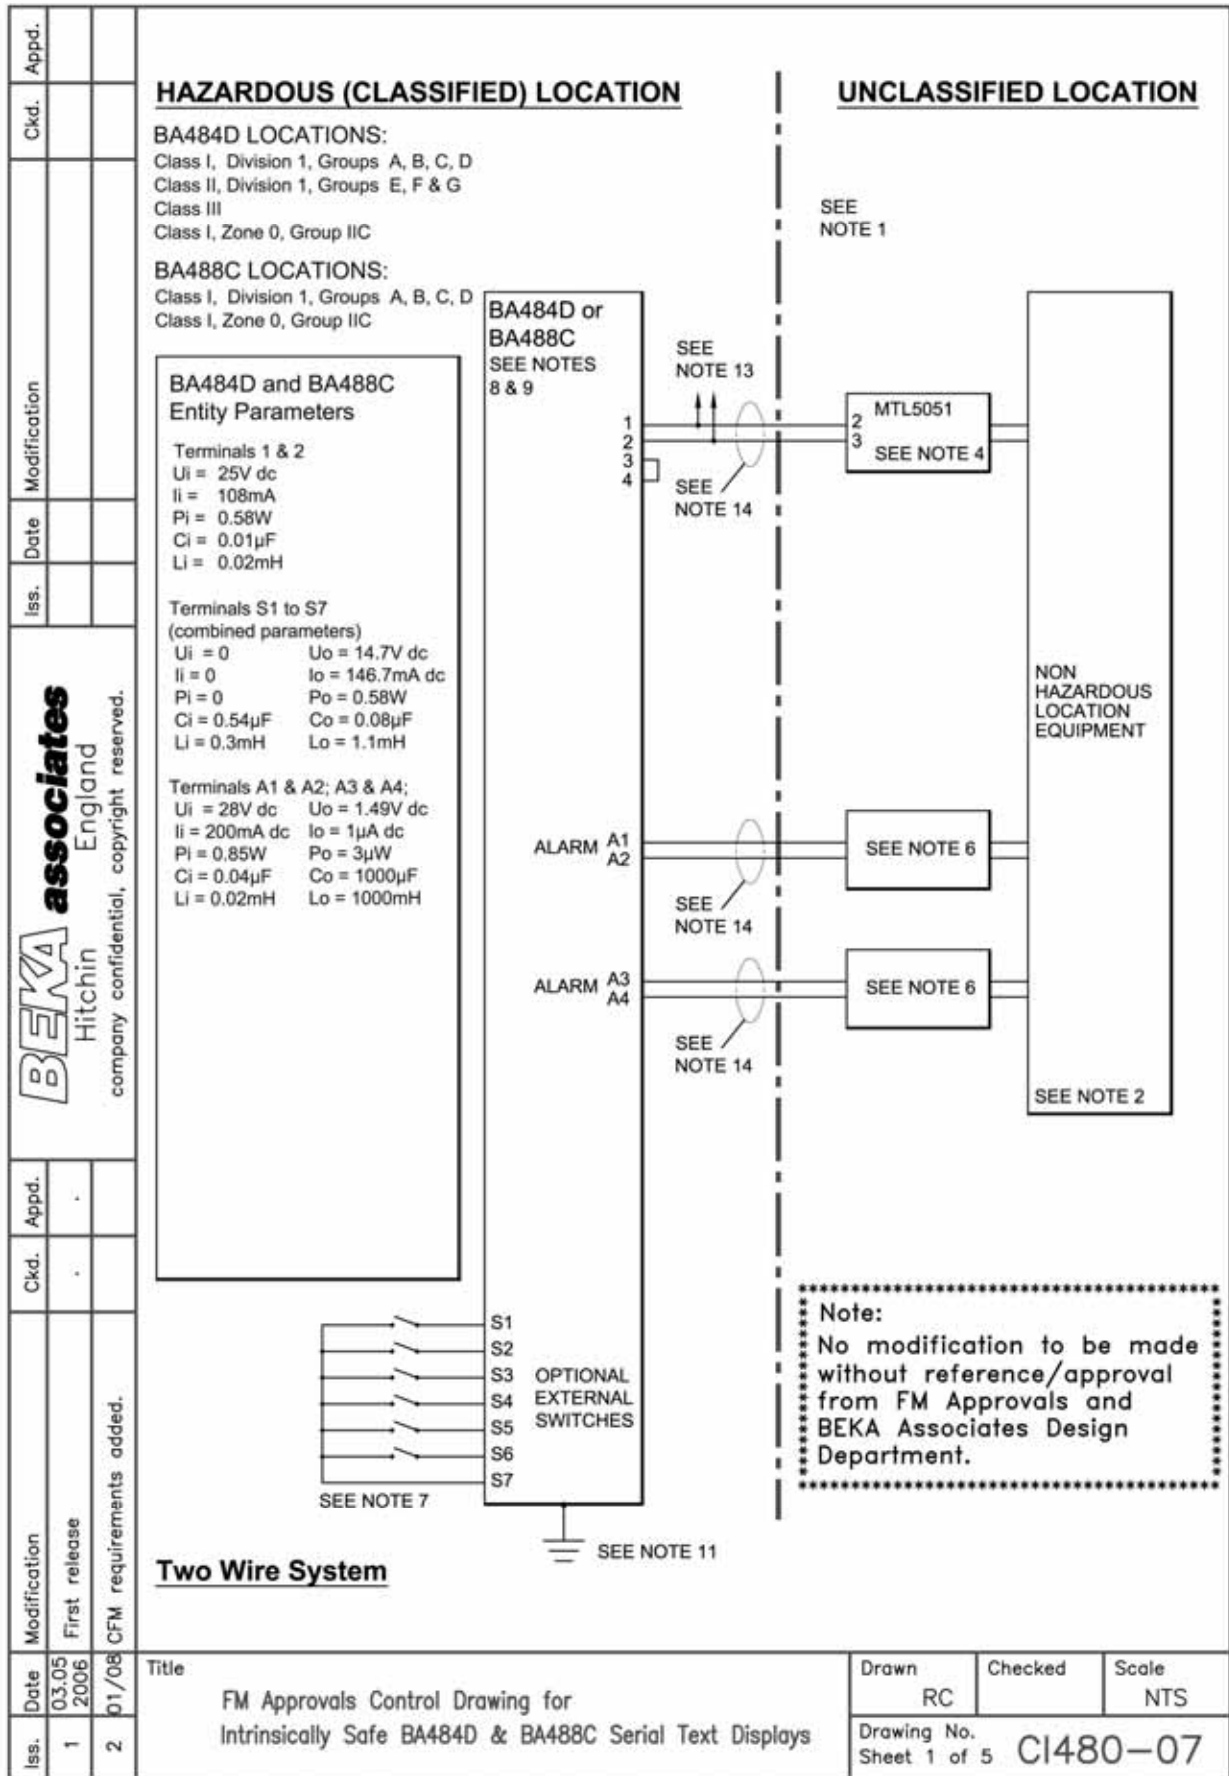 HAZARDOUS (CLASSIFIED) LOCATION
UNCLASSIFIED LOCATION
BA484D LOCATIONS:
Class I, Division 1, Groups A, B, C, D
Class II, Division 1, Groups E, F & G
Class III
Class I, Zone 0, Group IIC
BA488C LOCATIONS:
Class I, Division 1, Groups A, B, C, D
Class I, Zone 0, Group IIC
SEE
NOTE 1
BA484D and BA488C
Entity Parameters
Terminals 1 & 2
Ui = 25V dc
Ii = 108mA
Pi = 0.58W
Ci = 0.01µF
Li = 0.02mH
Terminals S1 to S7
(combined parameters)
Ui = 0 Uo = 14.7V dc
Ii = 0 Io = 146.7mA dc
Pi = 0 Po = 0.58W
Ci = 0.54µF Co = 0.08µF
Li = 0.3mH Lo = 1.1mH
Terminals A1 & A2; A3 & A4;
Ui = 28V dc Uo = 1.49V dc
Ii = 200mA dc Io = 1µA dc
Pi = 0.85W Po = 3µW
Ci = 0.04µF Co = 1000µF
Li = 0.02mH Lo = 1000mH
BA484D or
BA488C
SEE NOTES
8 & 9
1
2
3
4
SEE
NOTE 13
SEE
NOTE 14
2 MTL5051
3 SEE NOTE 4
NON
HAZARDOUS
LOCATION
EQUIPMENT
SEE NOTE 2
ALARM A1
A2
SEE
NOTE 14
SEE NOTE 6
ALARM A3
A4
SEE
NOTE 14
SEE NOTE 6
S1
S2
S3
S4
S5
S6
S7
OPTIONAL
EXTERNAL
SWITCHES
SEE NOTE 7
SEE NOTE 11
Note:
No modification to be made
without reference/approval
from FM Approvals and
BEKA Associates Design
Department.
Two Wire System
Title
FM Approvals Control Drawing for
Intrinsically Safe BA484D & BA488C Serial Text Displays
Drawn
RC
Checked
Scale
NTS
Drawing No.
Sheet 1 of 5 CI480-07
Iss. Date Modification Ckd. Appd.
1 03.05 2006 First release . .
2 01/08 CFM requirements added.
BEKA associates
Hitchin England
company confidential, copyright reserved.
Iss. Date Modification Ckd. Appd.